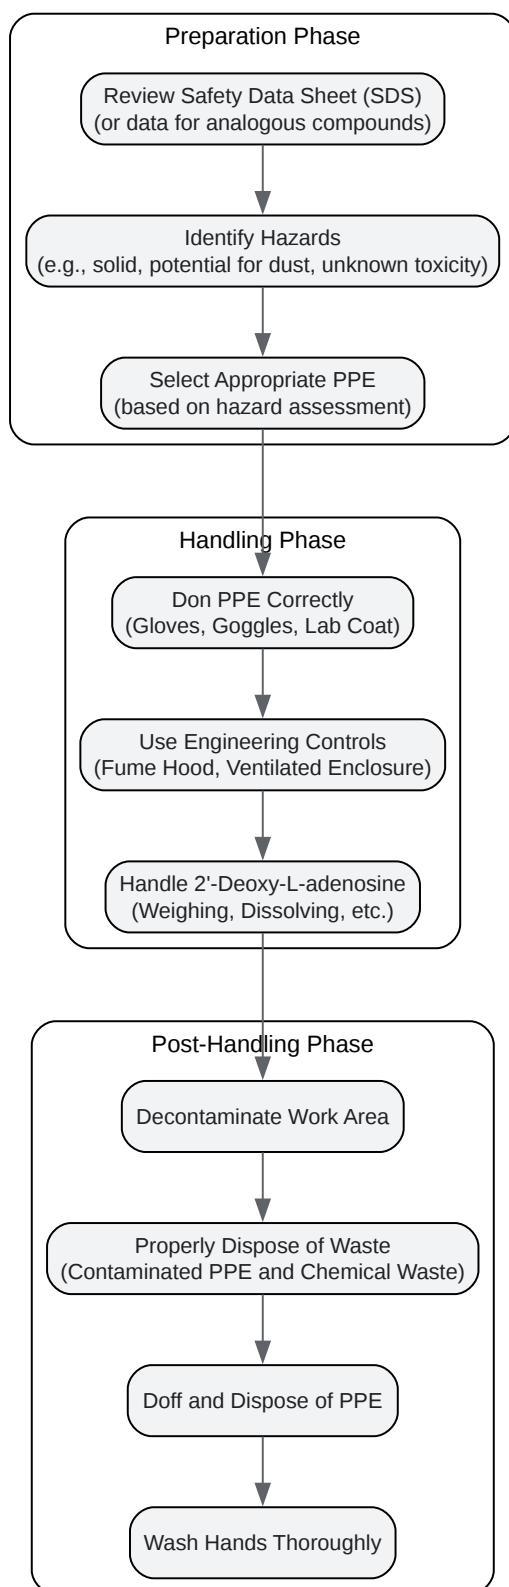 Preparation Phase
Review Safety Data Sheet (SDS)
(or data for analogous compounds)
Identify Hazards
(e.g., solid, potential for dust, unknown toxicity)
Select Appropriate PPE
(based on hazard assessment)
Handling Phase
Don PPE Correctly
(Gloves, Goggles, Lab Coat)
Use Engineering Controls
(Fume Hood, Ventilated Enclosure)
Handle 2'-Deoxy-L-adenosine
(Weighing, Dissolving, etc.)
Post-Handling Phase
Decontaminate Work Area
Properly Dispose of Waste
(Contaminated PPE and Chemical Waste)
Doff and Dispose of PPE
Wash Hands Thoroughly